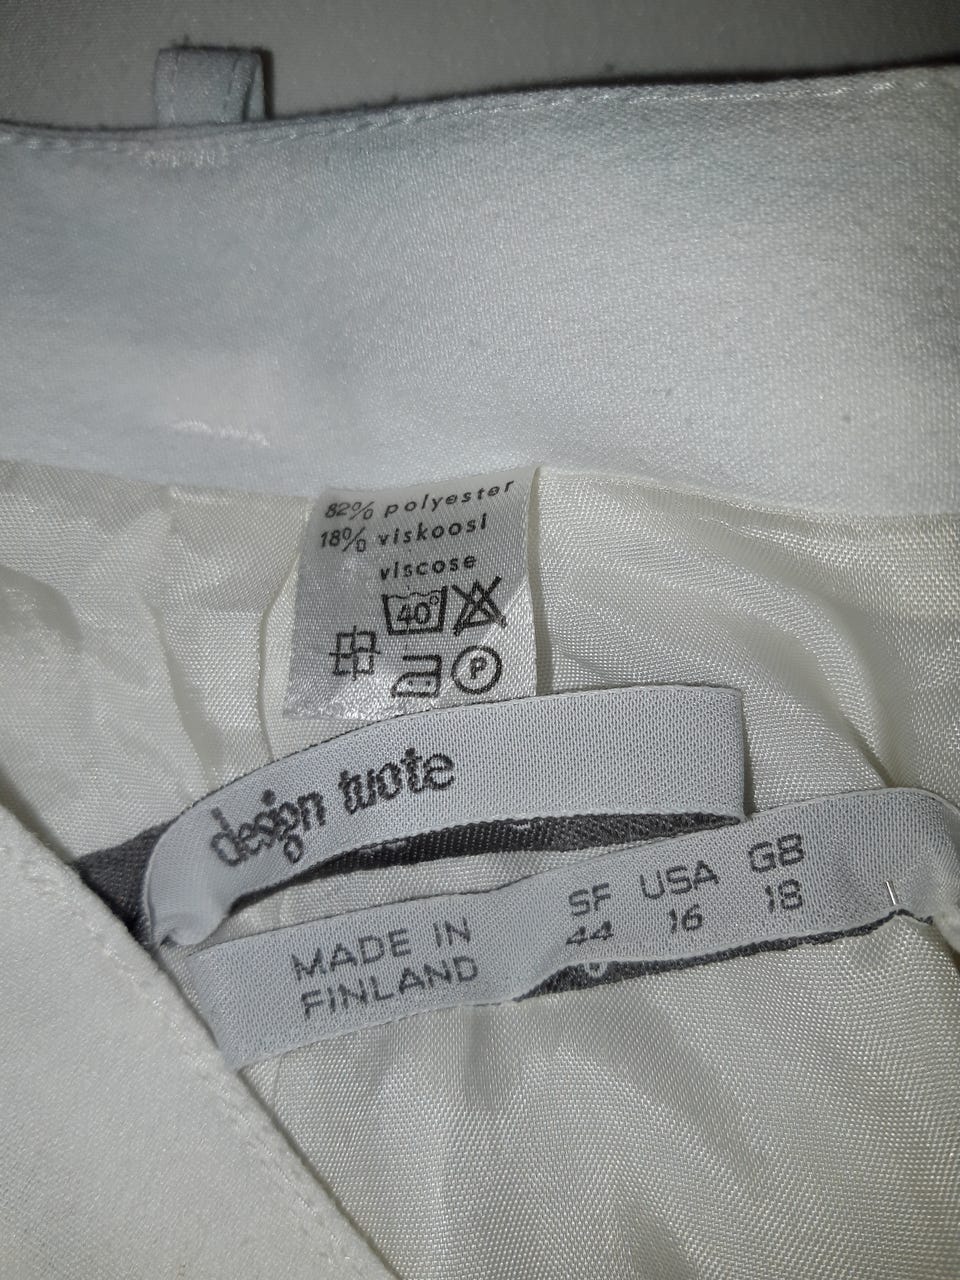 82% polyester
18% viskoosi
viscose
40°
P
design tuote
SF USA GB
44 16 18
MADE IN
FINLAND